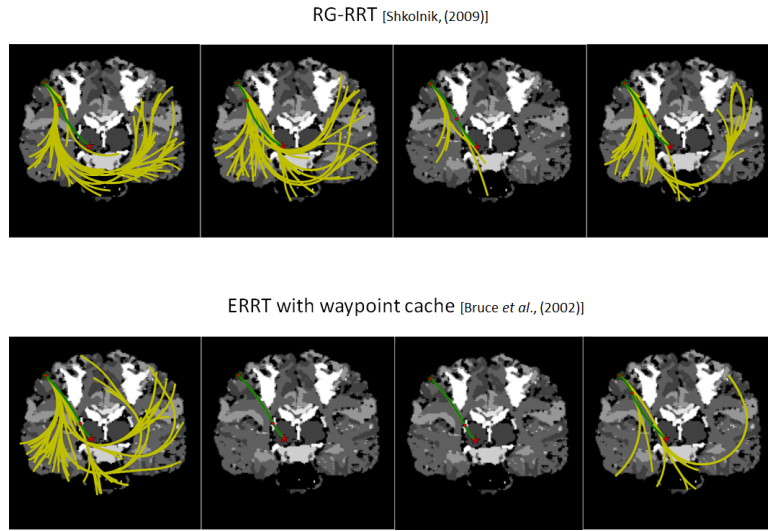 RG-RRT [Shkolnik, (2009)]
ERRT with waypoint cache [Bruce et al., (2002)]